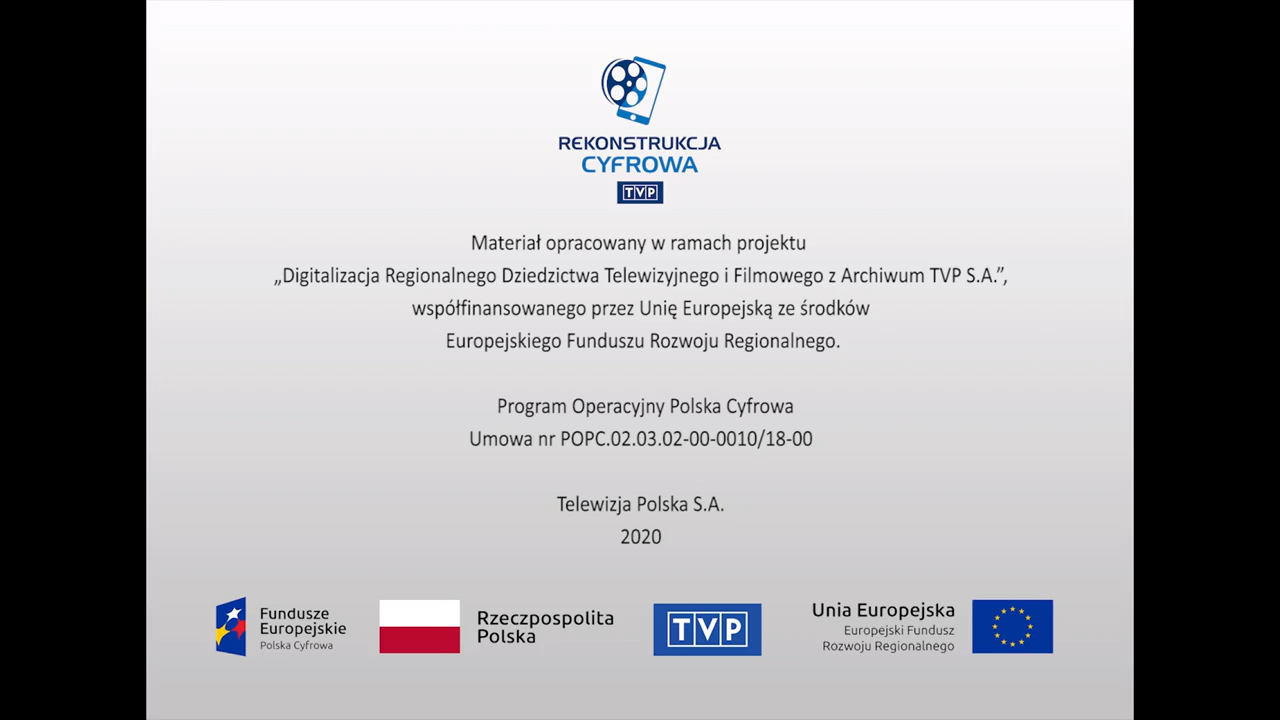 REKONSTRUKCJA
CYFROWA
TVP
Materiał opracowany w ramach projektu
„Digitalizacja Regionalnego Dziedzictwa Telewizyjnego i Filmowego z Archiwum TVP S.A.”,
współfinansowanego przez Unię Europejską ze środków
Europejskiego Funduszu Rozwoju Regionalnego.
Program Operacyjny Polska Cyfrowa
Umowa nr POPC.02.03.02-00-0010/18-00
Telewizja Polska S.A.
2020
Fundusze
Europejskie
Polska Cyfrowa
Rzeczpospolita
Polska
TVP
Unia Europejska
Europejski Fundusz
Rozwoju Regionalnego